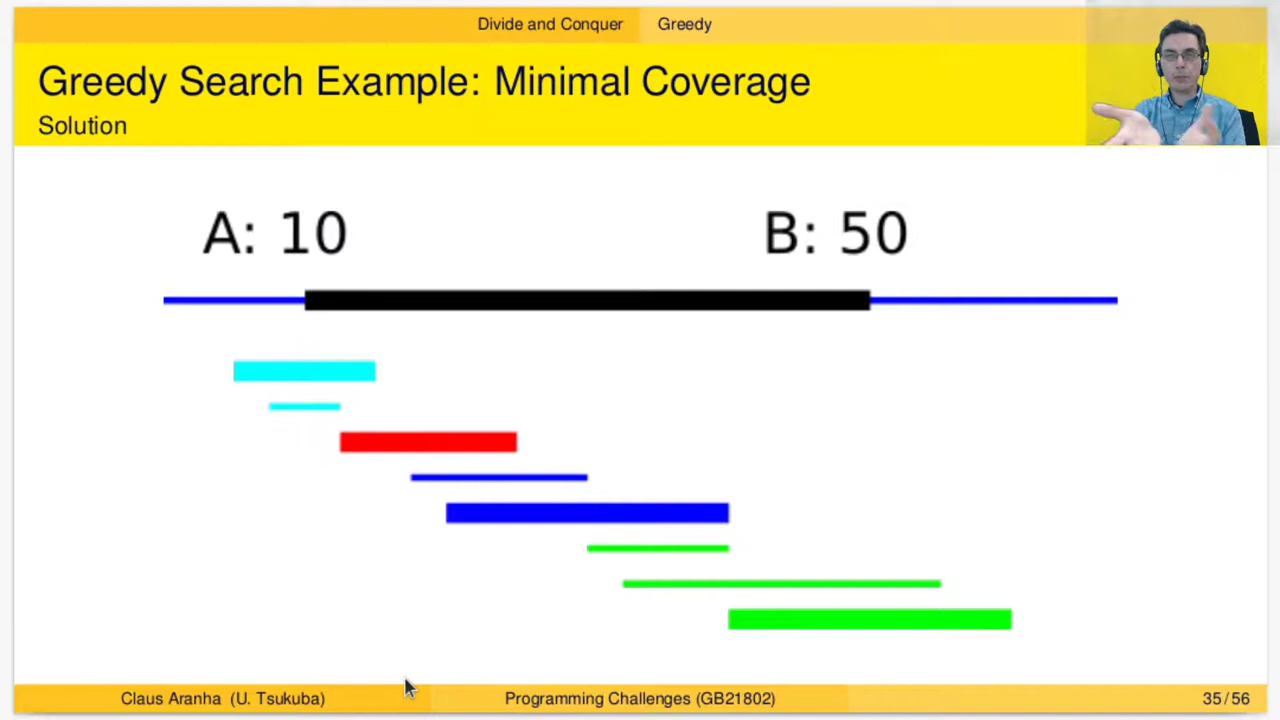 Divide and Conquer Greedy
Greedy Search Example: Minimal Coverage
Solution
A: 10 B: 50
Claus Aranha (U. Tsukuba) Programming Challenges (GB21802) 35/56